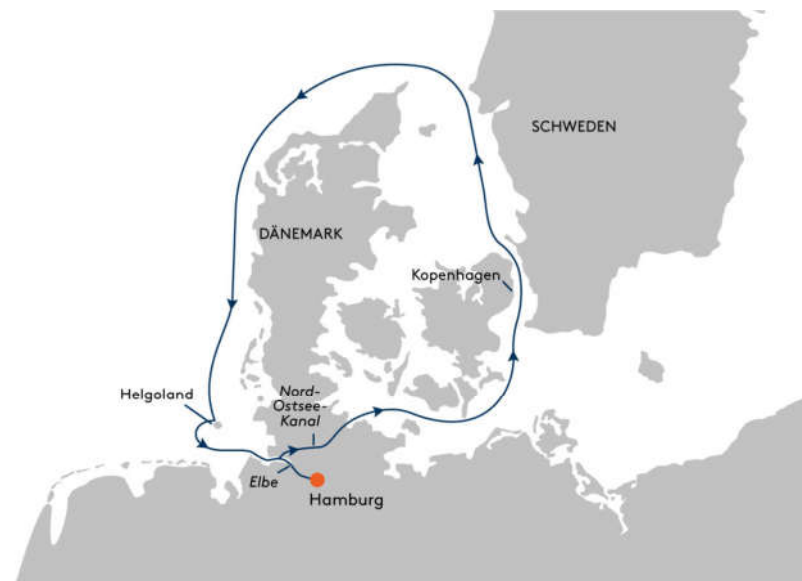 SCHWEDEN
DÄNEMARK
Kopenhagen
Helgoland
Nord-
Ostsee-
Kanal
Elbe
Hamburg